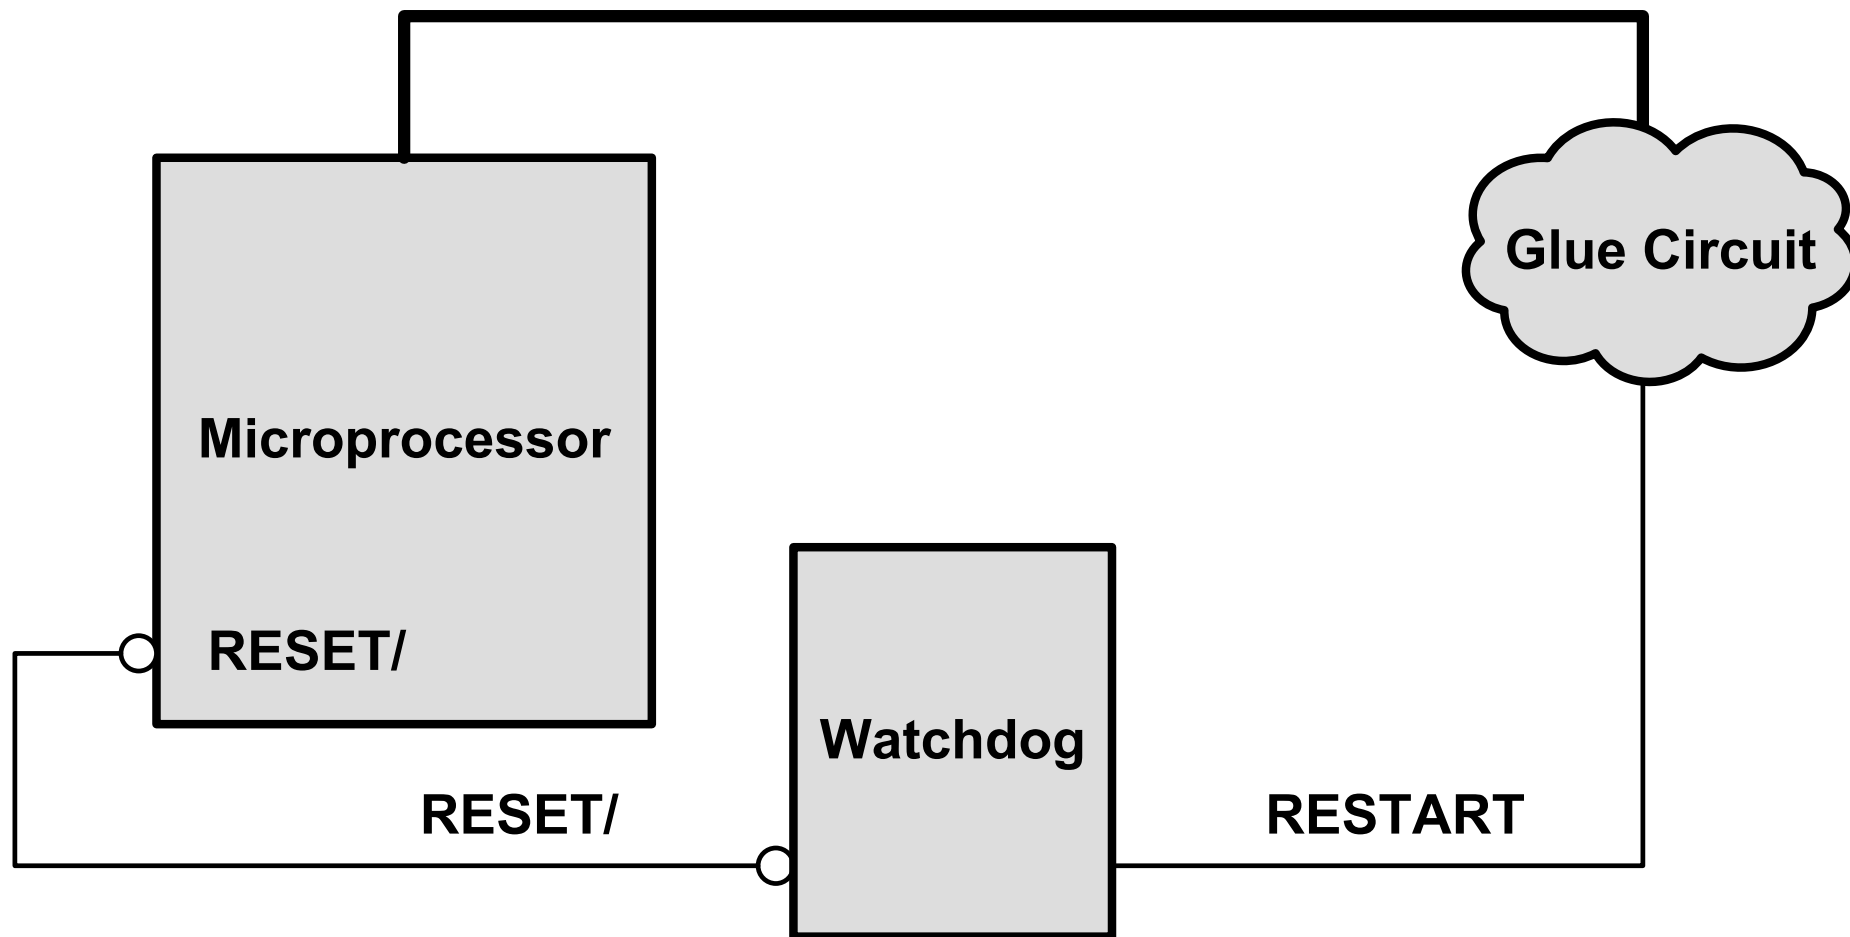 Glue Circuit
Microprocessor
RESET/
Watchdog
RESET/
RESTART